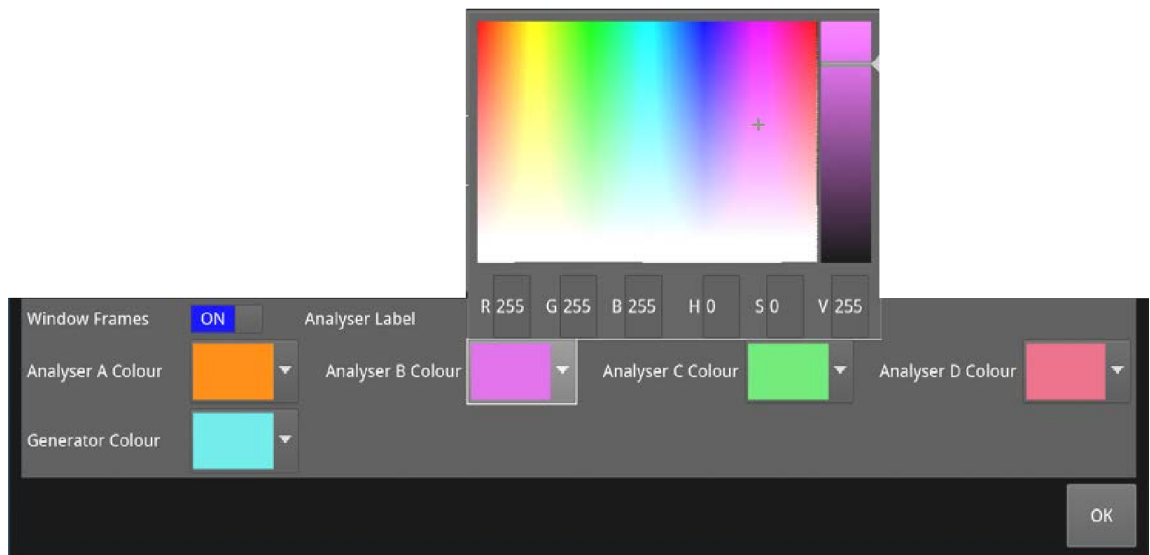 R 255 G 255 B 255 H 0 S 0 V 255
Window Frames ON Analyser Label
Analyser A Colour Analyser B Colour Analyser C Colour Analyser D Colour
Generator Colour
OK